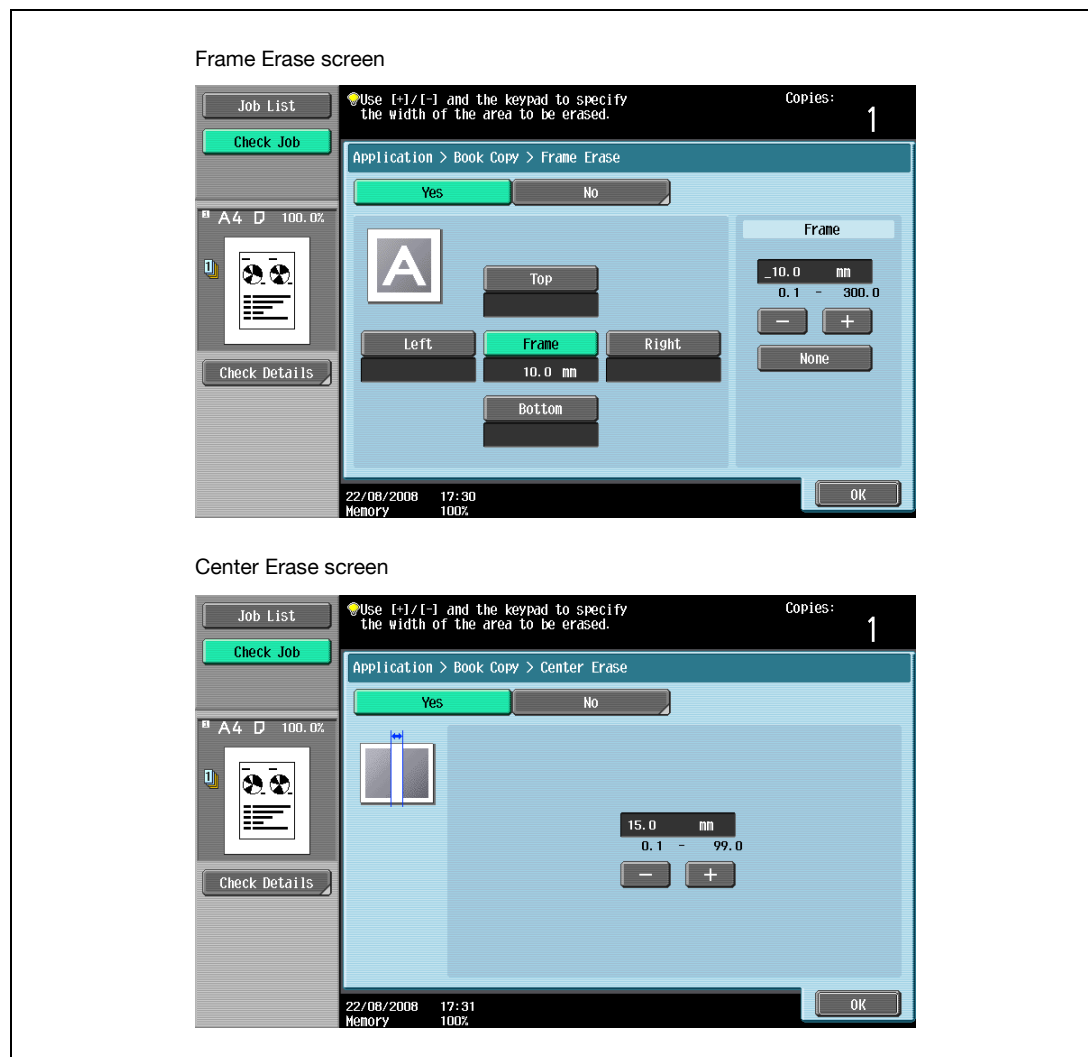 Frame Erase screen
Job List
Check Job
Use [+]/[-] and the keypad to specify
the width of the area to be erased.
Copies:
1
Application > Book Copy > Frame Erase
Yes
No
A4 100.0%
1
A
Top
Left
Frame
10.0 mm
Right
Bottom
Frame
_10.0 mm
0.1 - 300.0
− +
None
Check Details
22/08/2008 17:30
Memory 100%
OK
Center Erase screen
Job List
Check Job
Use [+]/[-] and the keypad to specify
the width of the area to be erased.
Copies:
1
Application > Book Copy > Center Erase
Yes
No
A4 100.0%
1
15.0 mm
0.1 - 99.0
− +
Check Details
22/08/2008 17:31
Memory 100%
OK